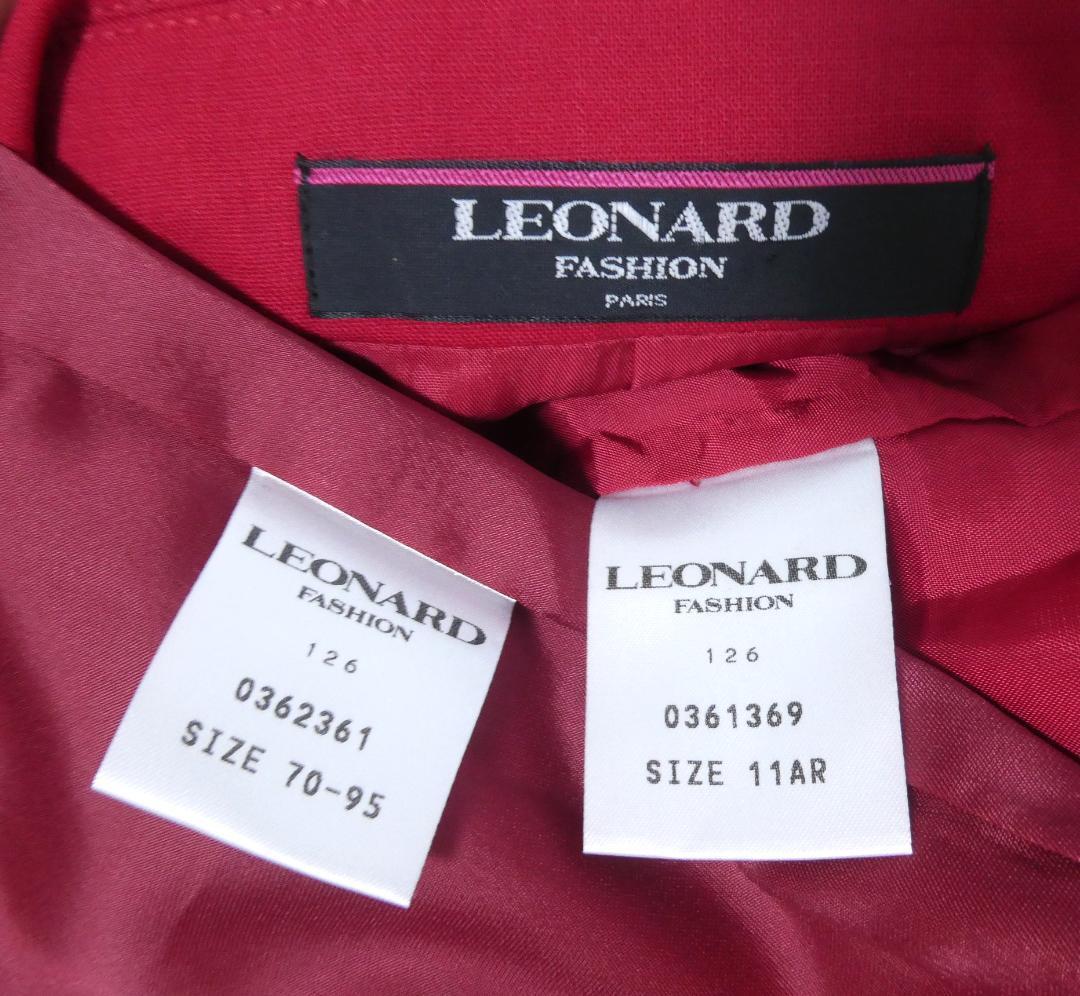 LEONARD
FASHION
PARIS
LEONARD
FASHION
126
0362361
SIZE 70-95
LEONARD
FASHION
126
0361369
SIZE 11AR